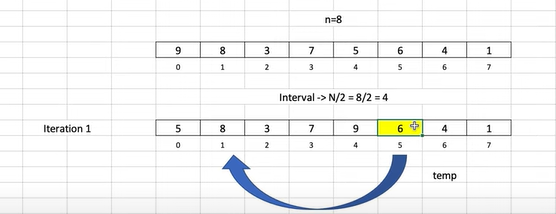 n=8
9 8 3 7 5 6 4 1
0 1 2 3 4 5 6 7
Interval -> N/2 = 8/2 = 4
Iteration 1 5 8 3 7 9 6 4 1
0 1 2 3 4 5 6 7
temp